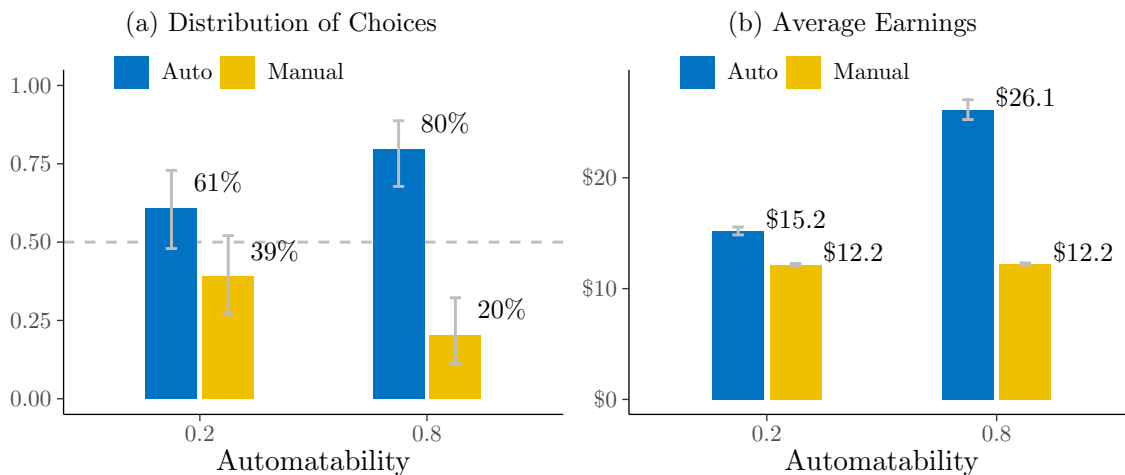 (a) Distribution of Choices
Auto
Manual
1.00
0.75
0.50
0.25
0.00
61%
39%
80%
20%
0.2
0.8
Automatability
(b) Average Earnings
Auto
Manual
$20
$10
$0
$15.2
$12.2
$26.1
$12.2
0.2
0.8
Automatability